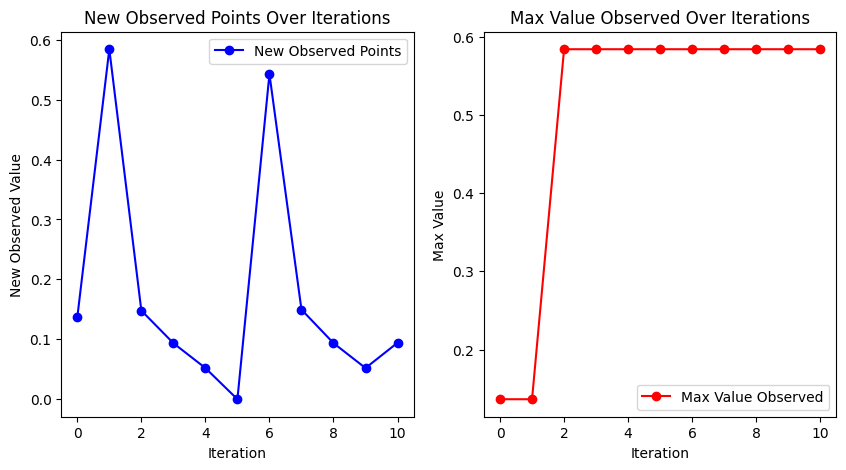 New Observed Points Over Iterations
New Observed Points
0.6
0.5
0.4
0.3
0.2
0.1
0.0
New Observed Value
0 2 4 6 8 10
Iteration
Max Value Observed Over Iterations
0.6
0.5
0.4
0.3
0.2
Max Value
Max Value Observed
0 2 4 6 8 10
Iteration